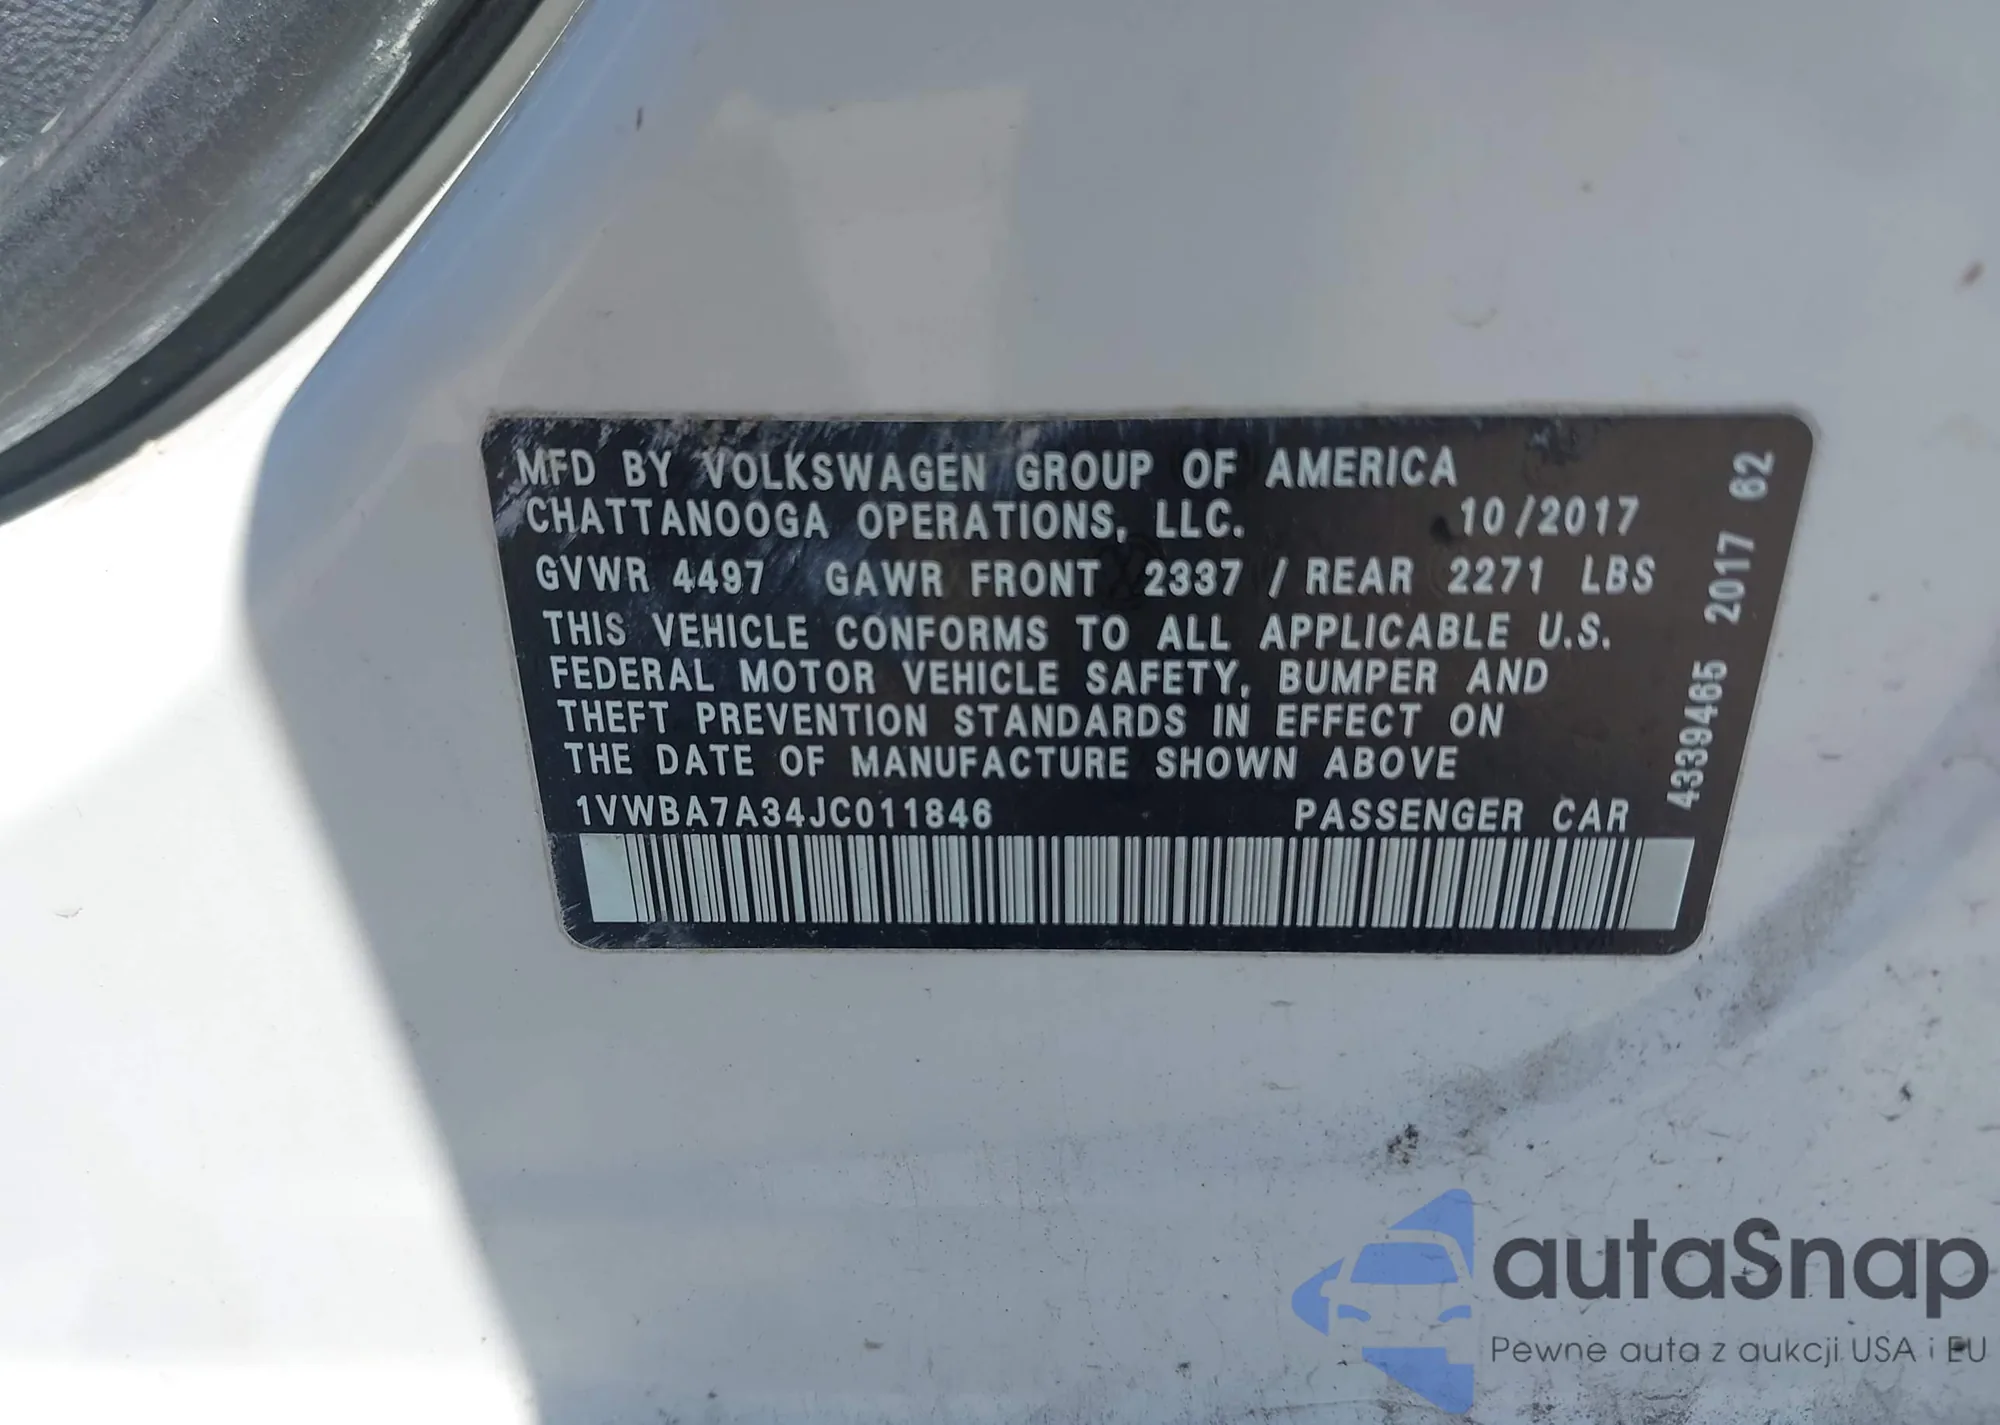 MFD BY VOLKSWAGEN GROUP OF AMERICA
CHATTANOOGA OPERATIONS, LLC. 10/2017
GVWR 4497 GAWR FRONT 2337 / REAR 2271 LBS
THIS VEHICLE CONFORMS TO ALL APPLICABLE U.S.
FEDERAL MOTOR VEHICLE SAFETY, BUMPER AND
THEFT PREVENTION STANDARDS IN EFFECT ON
THE DATE OF MANUFACTURE SHOWN ABOVE
1VWBA7A34JC011846 PASSENGER CAR
4339465 2017 62
autaSnap
Pewne auta z aukcji USA i EU